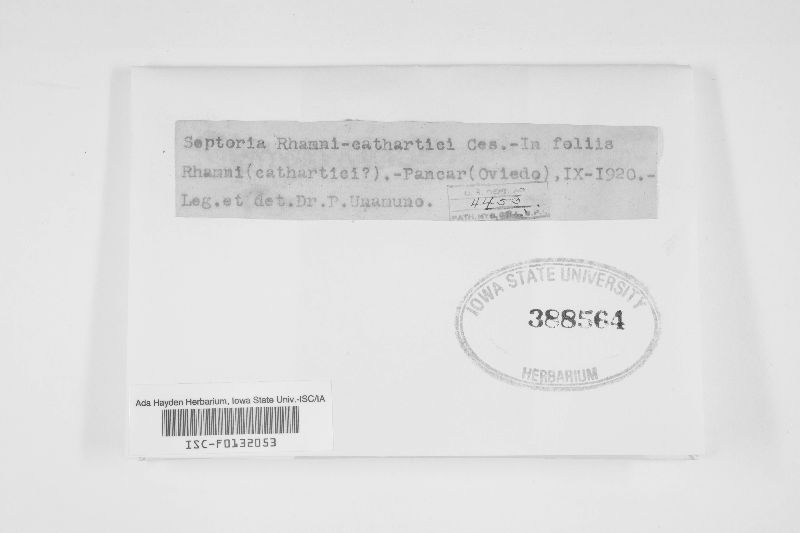 Septoria Rhamni-cathartici Ces.-In foliis
Rhamni(cathartici?).-Pancar(Oviedo),IX-I920.-
Leg.et det.Dr.P.Unamuno.
4453
IOWA STATE UNIVERSITY
388564
HERBARIUM
Ada Hayden Herbarium, Iowa State Univ.-ISC/IA
ISC-F0132053